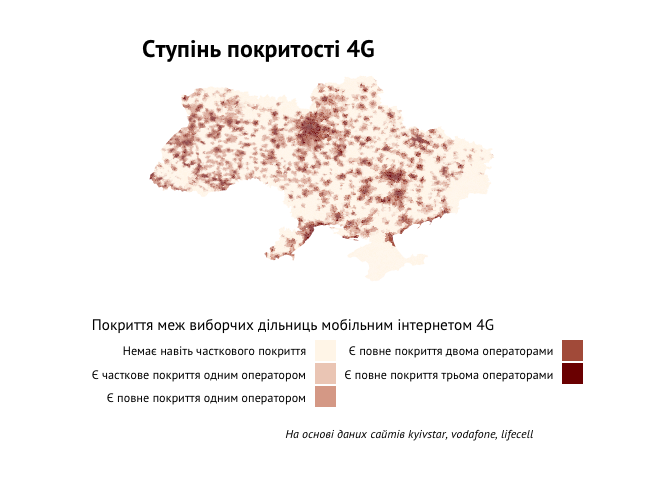 Ступінь покритості 4G
Покриття меж виборчих дільниць мобільним інтернетом 4G
Немає навіть часткового покриття
Є часткове покриття одним оператором
Є повне покриття одним оператором
Є повне покриття двома операторами
Є повне покриття трьома операторами
На основі даних сайтів kyivstar, vodafone, lifecell